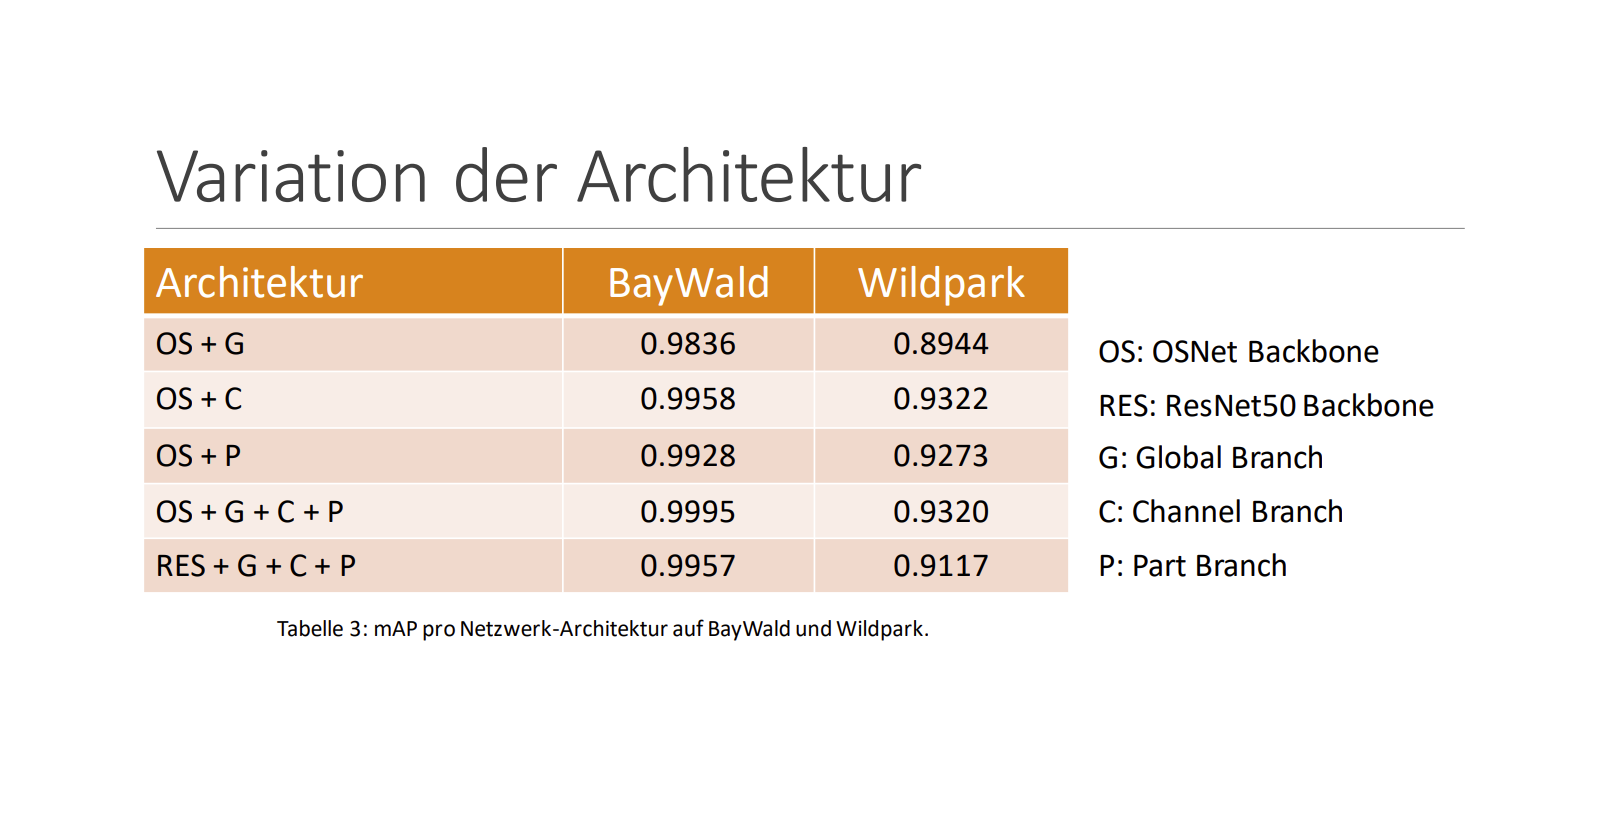 Variation der Architektur
Architektur BayWald Wildpark
OS + G 0.9836 0.8944
OS + C 0.9958 0.9322
OS + P 0.9928 0.9273
OS + G + C + P 0.9995 0.9320
RES + G + C + P 0.9957 0.9117
OS: OSNet Backbone
RES: ResNet50 Backbone
G: Global Branch
C: Channel Branch
P: Part Branch
Tabelle 3: mAP pro Netzwerk-Architektur auf BayWald und Wildpark.